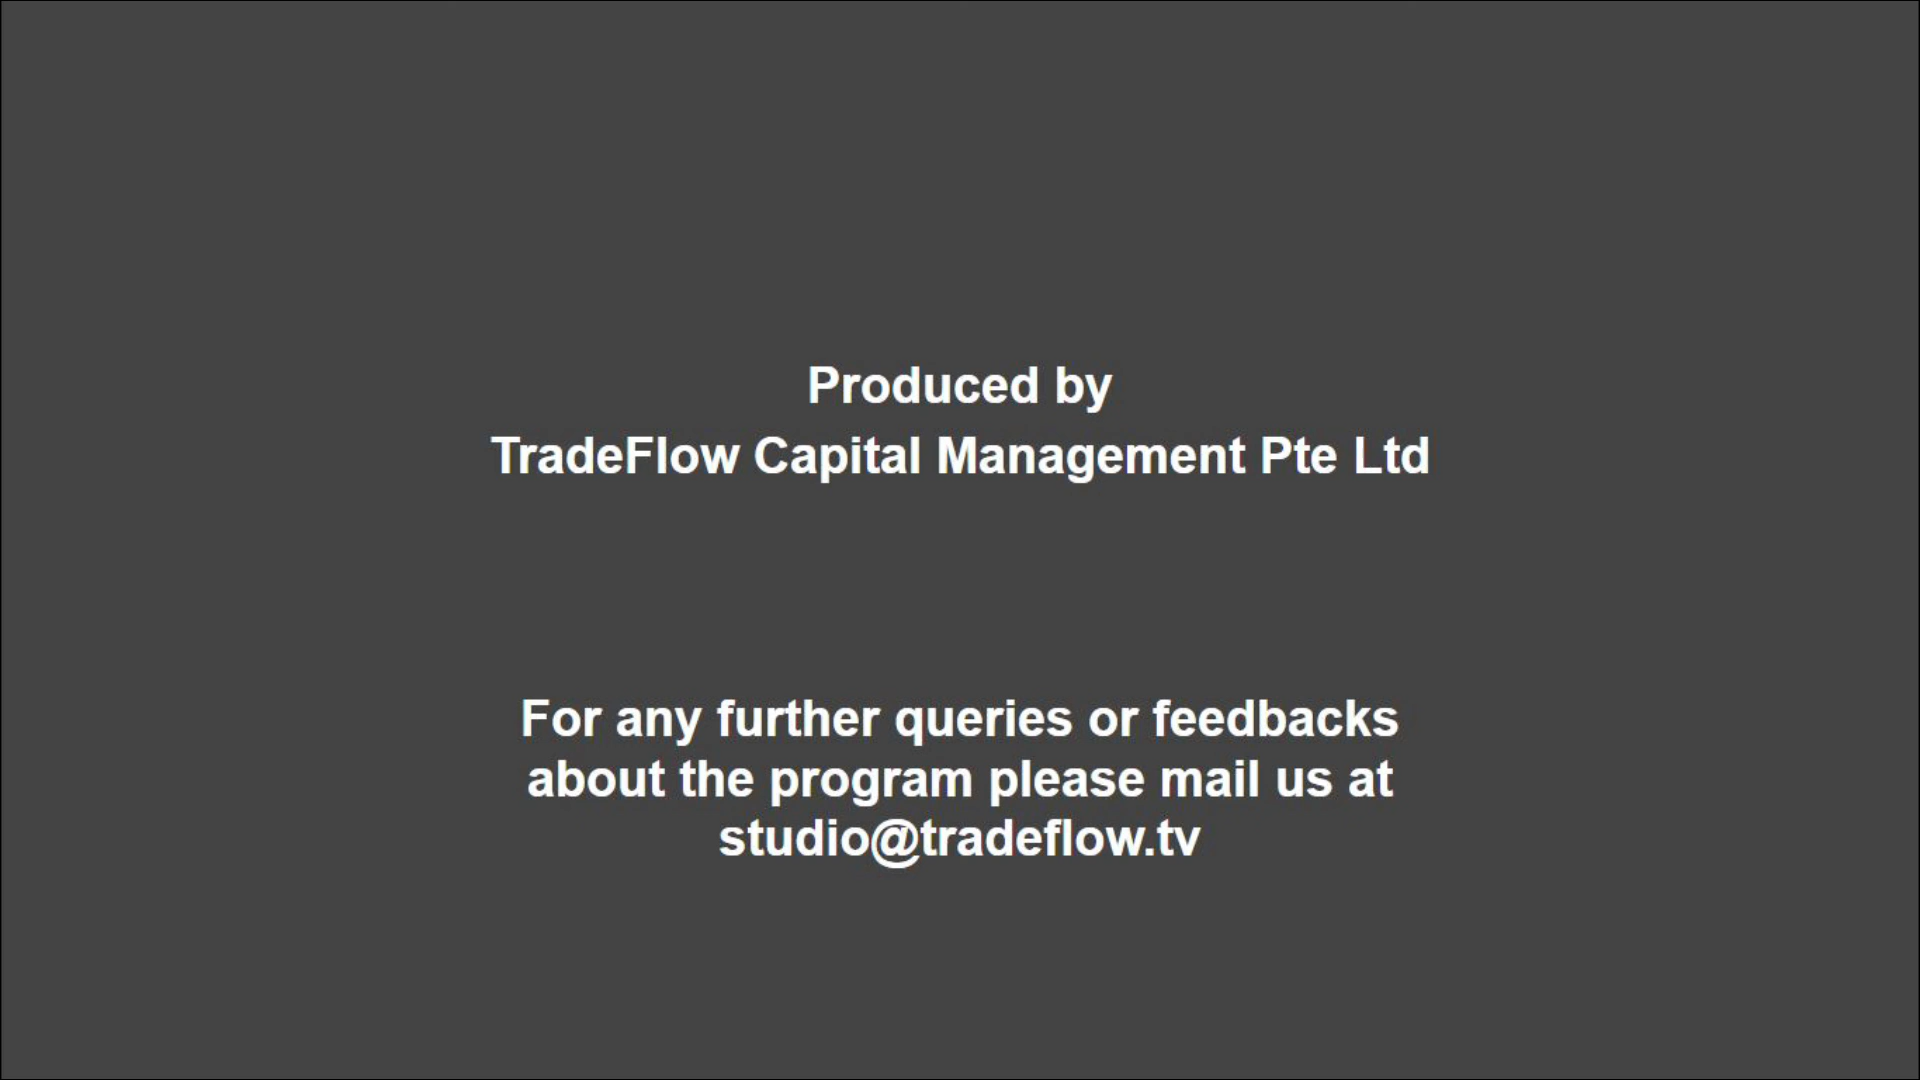 Produced by
TradeFlow Capital Management Pte Ltd
For any further queries or feedbacks
about the program please mail us at
studio@tradeflow.tv